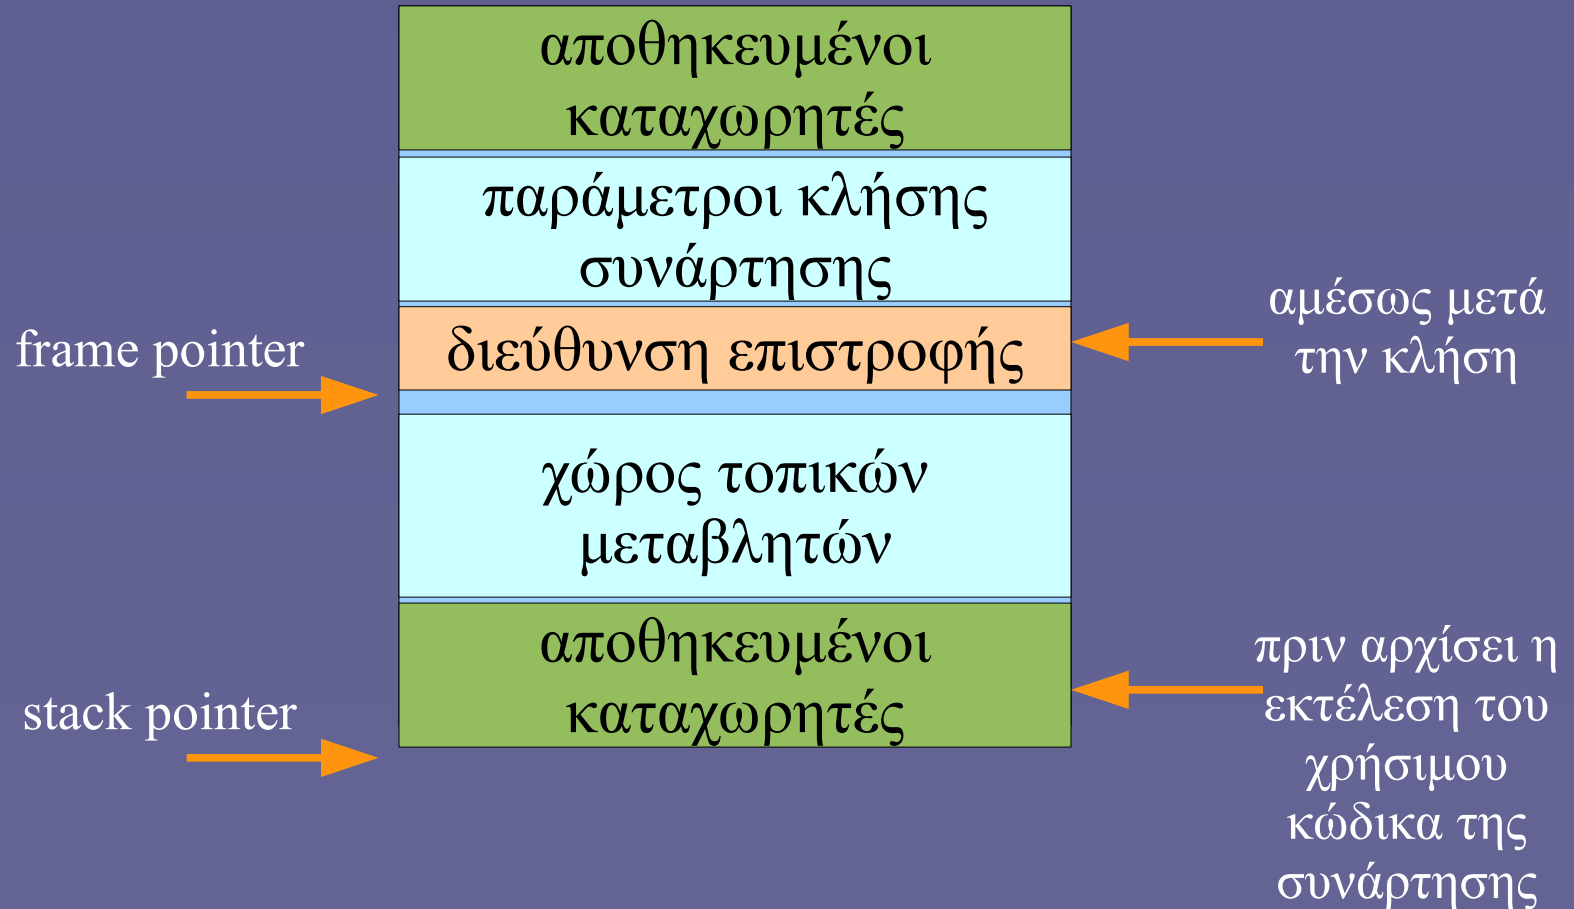 αποθηκευμένοι
καταχωρητές
παράμετροι κλήσης
συνάρτησης
frame pointer
διεύθυνση επιστροφής
αμέσως μετά
την κλήση
χώρος τοπικών
μεταβλητών
stack pointer
αποθηκευμένοι
καταχωρητές
πριν αρχίσει η
εκτέλεση του
χρήσιμου
κώδικα της
συνάρτησης